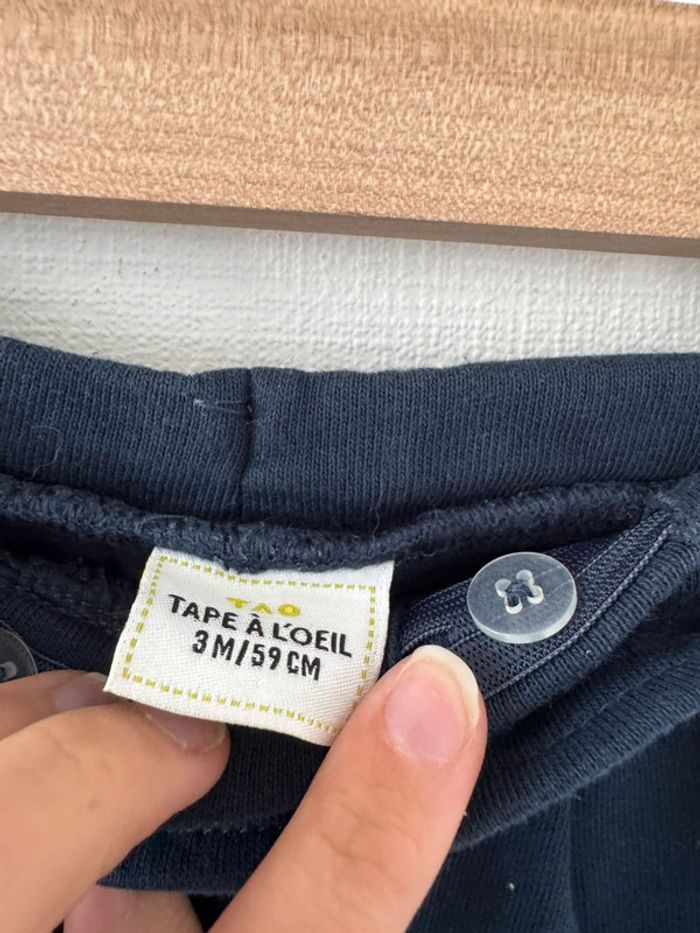 TAO
TAPE À L'OEIL
3M/59CM